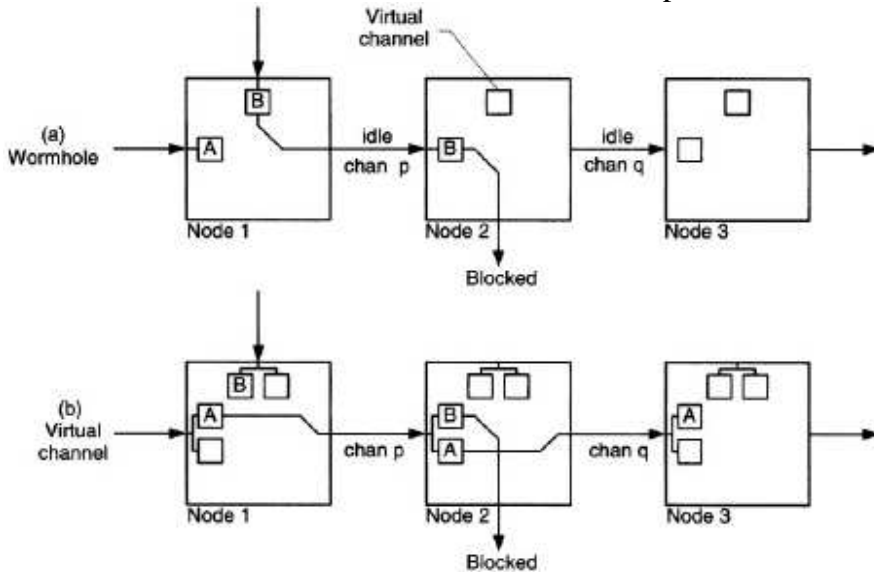 Virtual
channel
B
(a)
Wormhole
A
idle
chan p
B
idle
chan q
Node 1
Node 2
Node 3
Blocked
B
(b)
Virtual
channel
A
chan p
B
A
chan q
A
Node 1
Node 2
Node 3
Blocked